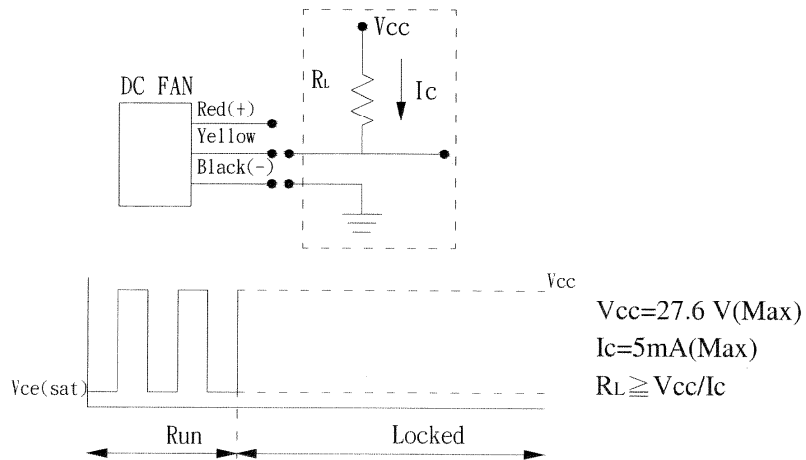 Vcc
DC FAN
RL
Ic
Red(+)
Yellow
Black(-)
Vcc
Vcc=27.6 V(Max)
Ic=5mA(Max)
Vce(sat)
RL≧Vcc/Ic
Run
Locked